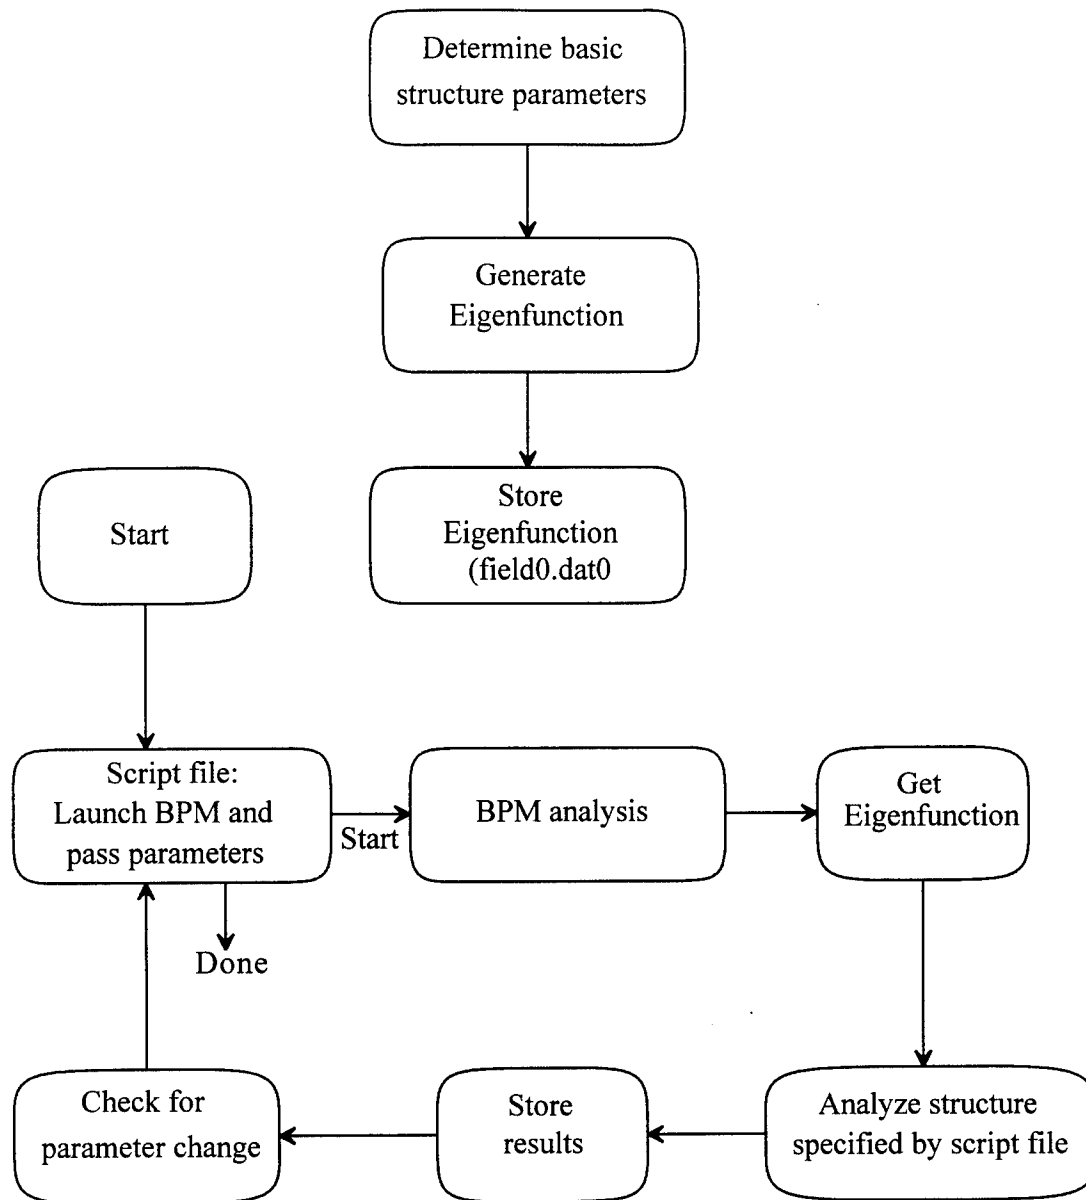 Determine basic
structure parameters
Generate
Eigenfunction
Store
Eigenfunction
(field0.dat0
Start
Script file:
Launch BPM and
pass parameters
Start
Done
BPM analysis
Get
Eigenfunction
Analyze structure
specified by script file
Store
results
Check for
parameter change